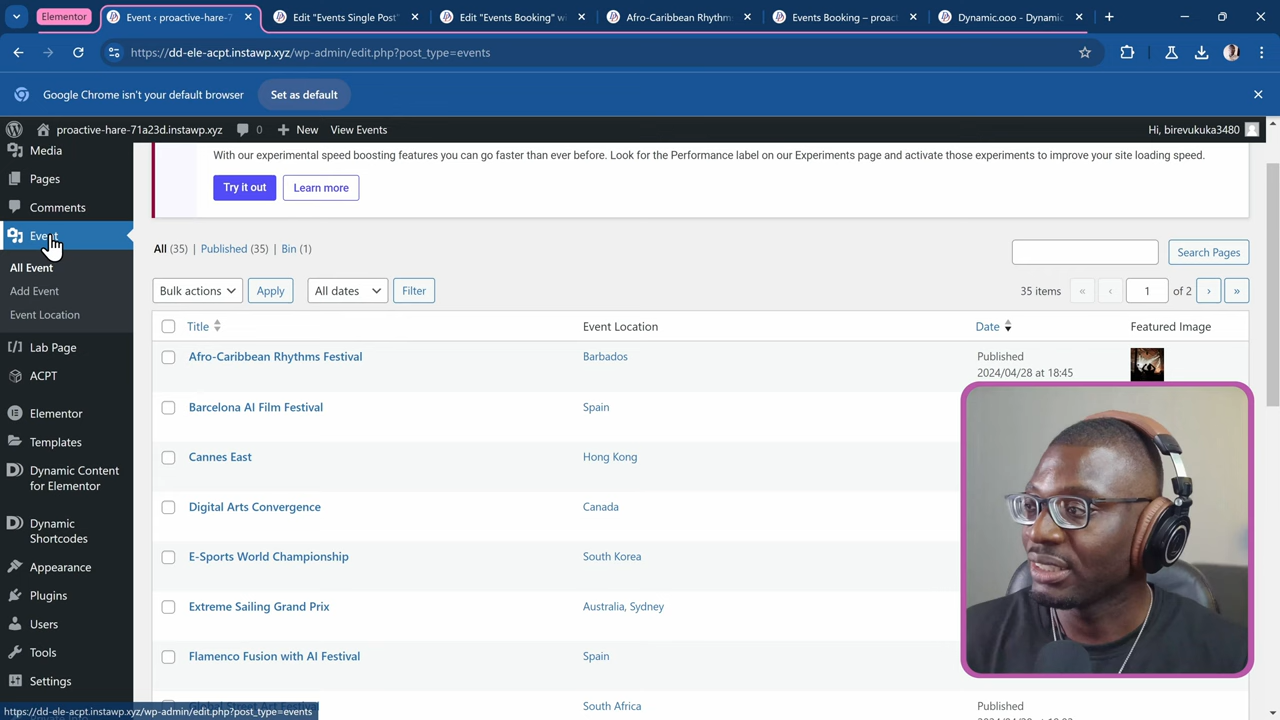 Elementor
Event ‹ proactive-hare-7
Edit "Events Single Post"
Edit "Events Booking" w
Afro-Caribbean Rhythm
Events Booking – proac
Dynamic.ooo - Dynami
https://dd-ele-acpt.instawp.xyz/wp-admin/edit.php?post_type=events
Google Chrome isn't your default browser
Set as default
proactive-hare-71a23d.instawp.xyz
0
New
View Events
Hi, birevukuka3480
Media
Pages
Comments
Event
All Event
Add Event
Event Location
Lab Page
ACPT
Elementor
Templates
Dynamic Content
for Elementor
Dynamic
Shortcodes
Appearance
Plugins
Users
Tools
Settings
With our experimental speed boosting features you can go faster than ever before. Look for the Performance label on our Experiments page and activate those experiments to improve your site loading speed.
Try it out
Learn more
All (35) | Published (35) | Bin (1)
Search Pages
Bulk actions
Apply
All dates
Filter
35 items « ‹ 1 of 2 › »
Title Event Location Date Featured Image
Afro-Caribbean Rhythms Festival Barbados Published
2024/04/28 at 18:45
Barcelona AI Film Festival Spain
Cannes East Hong Kong
Digital Arts Convergence Canada
E-Sports World Championship South Korea
Extreme Sailing Grand Prix Australia, Sydney
Flamenco Fusion with AI Festival Spain
South Africa Published
https://dd-ele-acpt.instawp.xyz/wp-admin/edit.php?post_type=events